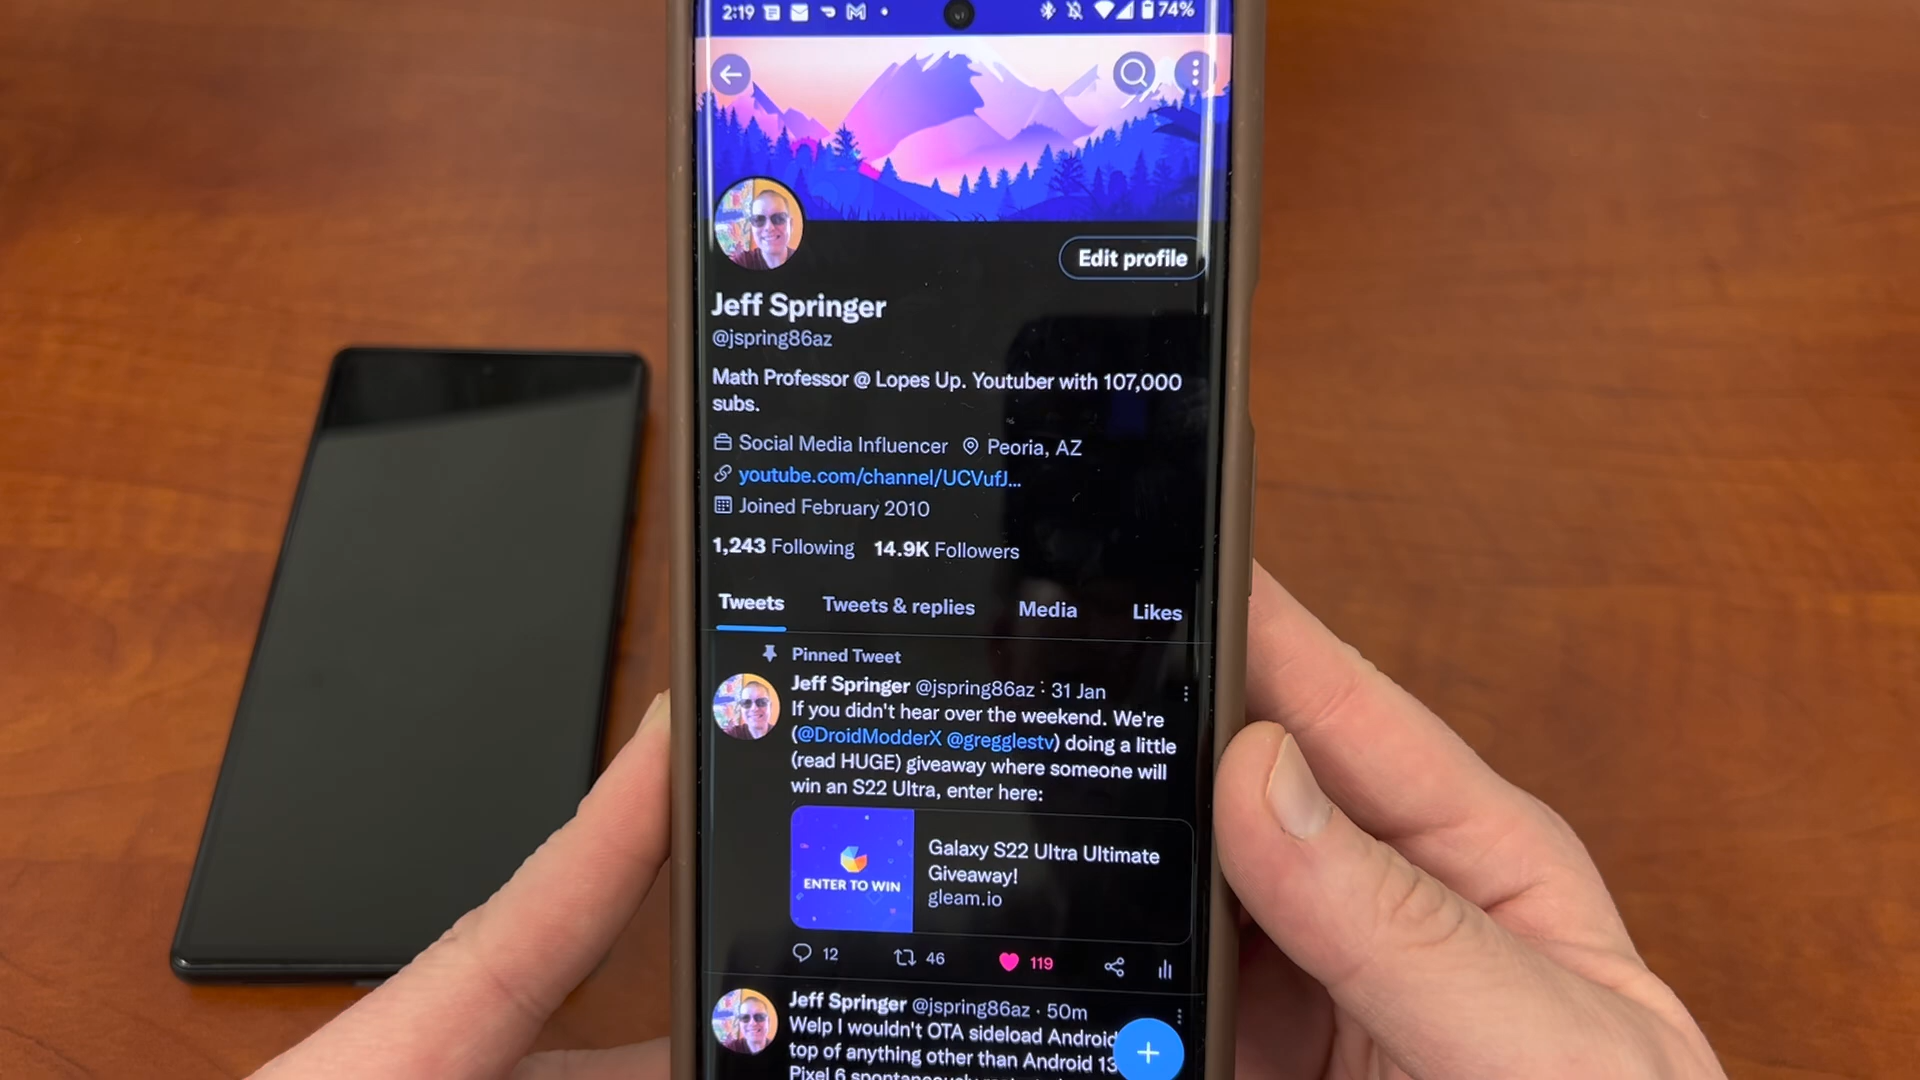 2:19 74%
Edit profile
Jeff Springer
@jspring86az
Math Professor @ Lopes Up. Youtuber with 107,000
subs.
Social Media Influencer Peoria, AZ
youtube.com/channel/UCVufJ...
Joined February 2010
1,243 Following 14.9K Followers
Tweets Tweets & replies Media Likes
Pinned Tweet
Jeff Springer @jspring86az · 31 Jan
If you didn't hear over the weekend. We're
(@DroidModderX @gregglestv) doing a little
(read HUGE) giveaway where someone will
win an S22 Ultra, enter here:
ENTER TO WIN
Galaxy S22 Ultra Ultimate
Giveaway!
gleam.io
12 46 119
Jeff Springer @jspring86az · 50m
Welp I wouldn't OTA sideload Android
top of anything other than Android 13
Pixel 6 spontaneously